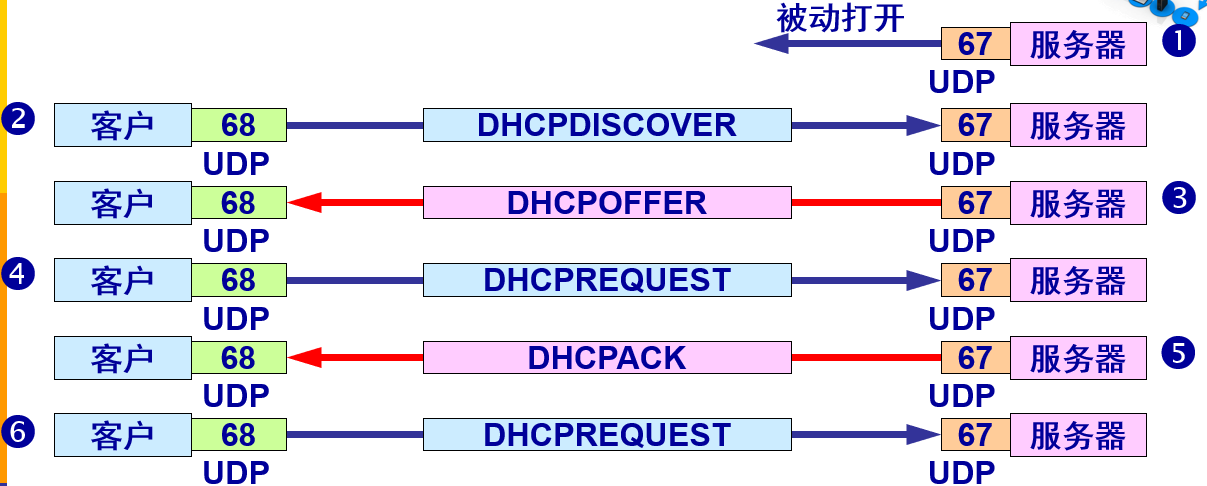 被动打开
67 服务器 ❶
UDP
❷ 客户 68 DHCPDISCOVER 67 服务器
UDP UDP
客户 68 DHCPOFFER 67 服务器 ❸
UDP UDP
❹ 客户 68 DHCPREQUEST 67 服务器
UDP UDP
客户 68 DHCPACK 67 服务器 ❺
UDP UDP
❻ 客户 68 DHCPREQUEST 67 服务器
UDP UDP